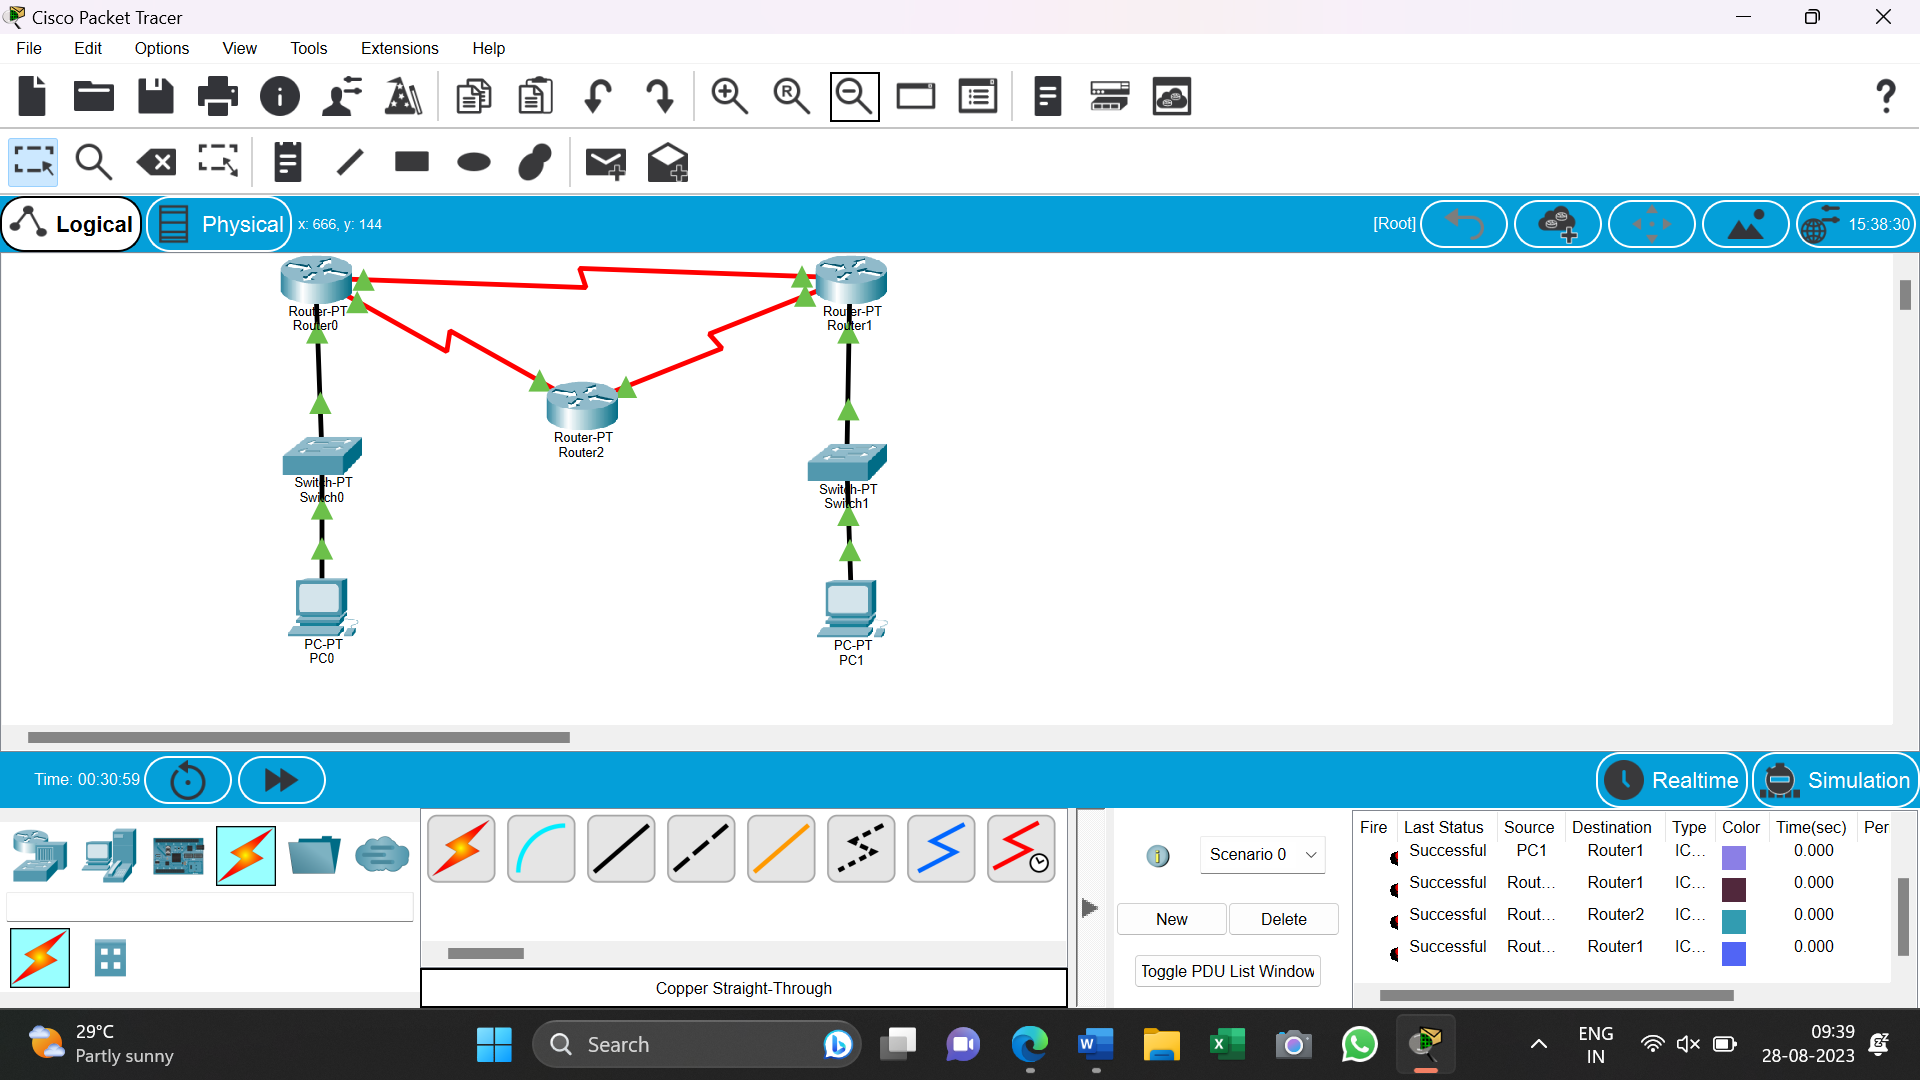 Cisco Packet Tracer
File Edit Options View Tools Extensions Help
Logical Physical x: 666, y: 144 [Root] 15:38:30
Router-PT
Router0
Router-PT
Router1
Router-PT
Router2
Switch-PT
Switch0
Switch-PT
Switch1
PC-PT
PC0
PC-PT
PC1
Time: 00:30:59 Realtime Simulation
Scenario 0
New Delete
Toggle PDU List Window
Fire Last Status Source Destination Type Color Time(sec) Per
Successful PC1 Router1 IC... 0.000
Successful Rout... Router1 IC... 0.000
Successful Rout... Router2 IC... 0.000
Successful Rout... Router1 IC... 0.000
Copper Straight-Through
29°C
Partly sunny
Search
ENG
IN
09:39
28-08-2023